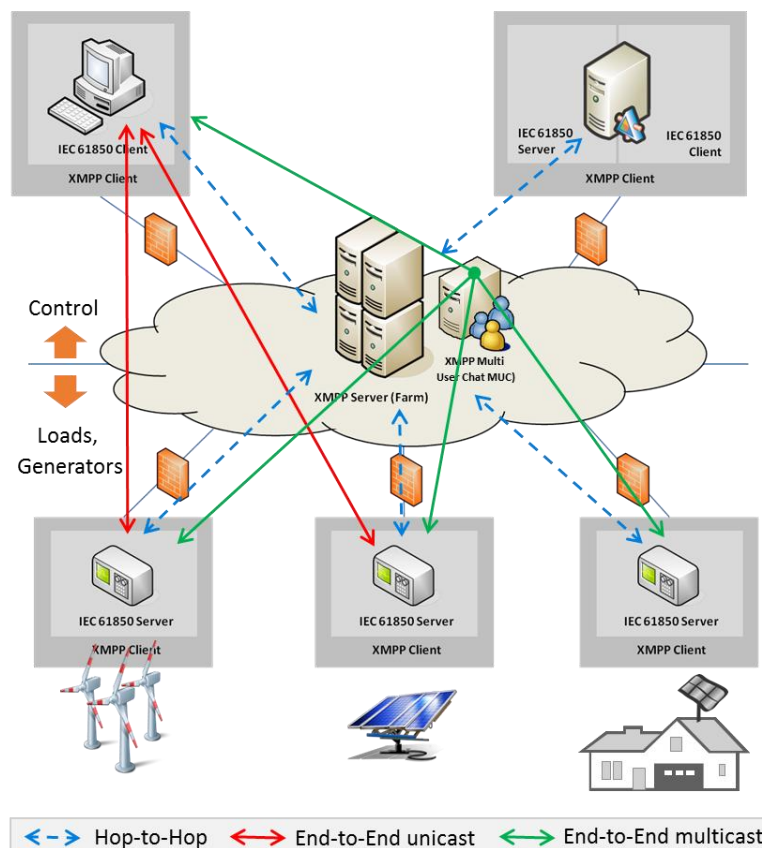 IEC 61850 Client
XMPP Client
IEC 61850
Server
IEC 61850
Client
XMPP Client
Control
Loads,
Generators
XMPP Server (Farm)
XMPP Multi
User Chat MUC)
IEC 61850 Server
XMPP Client
IEC 61850 Server
XMPP Client
IEC 61850 Server
XMPP Client
Hop-to-Hop End-to-End unicast End-to-End multicast